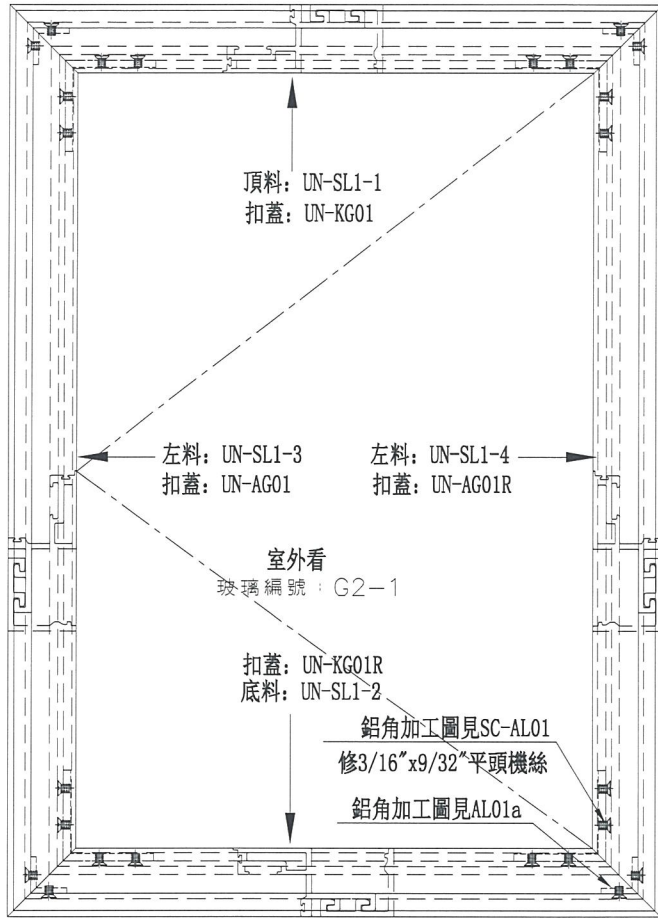 頂料: UN-SL1-1
扣蓋: UN-KG01
左料: UN-SL1-3
扣蓋: UN-AG01
左料: UN-SL1-4
扣蓋: UN-AG01R
室外看
玻璃編號：G2-1
扣蓋: UN-KG01R
底料: UN-SL1-2
鋁角加工圖見SC-AL01
修3/16"x9/32"平頭機絲
鋁角加工圖見AL01a